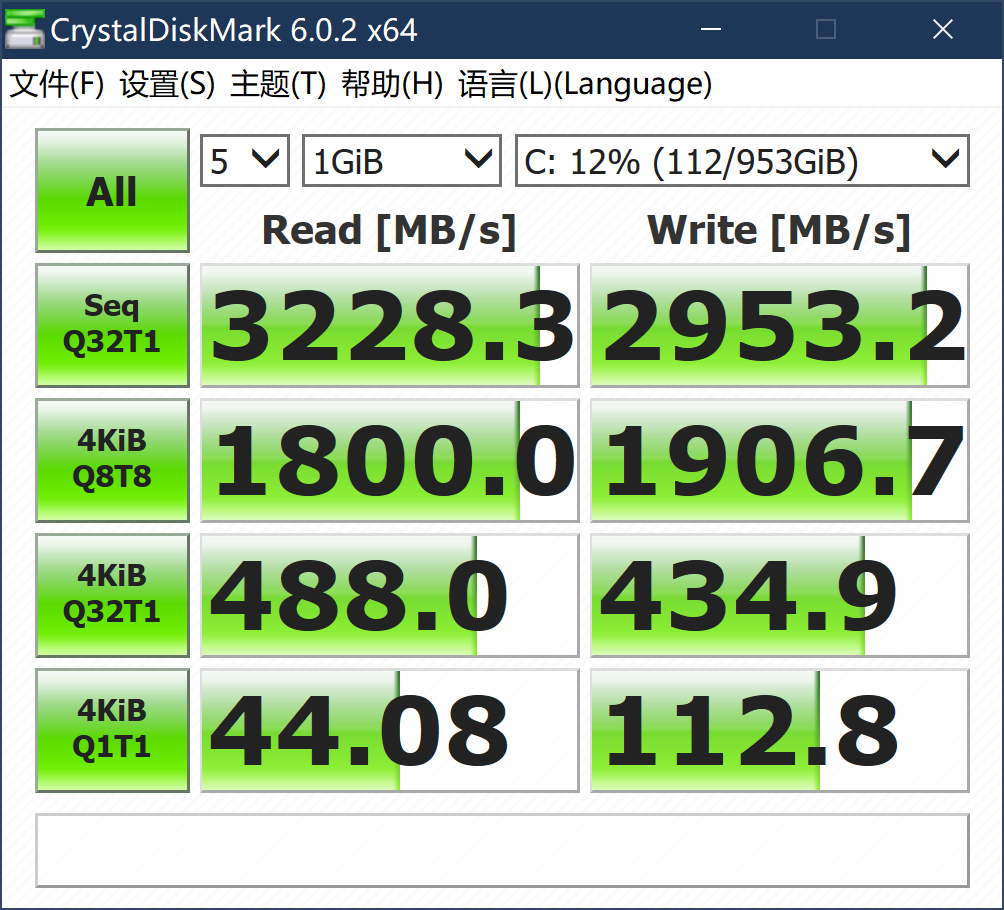 CrystalDiskMark 6.0.2 x64
文件(F) 设置(S) 主题(T) 帮助(H) 语言(L)(Language)
All
5 1GiB C: 12% (112/953GiB)
Read [MB/s] Write [MB/s]
Seq
Q32T1
3228.3 2953.2
4KiB
Q8T8
1800.0 1906.7
4KiB
Q32T1
488.0 434.9
4KiB
Q1T1
44.08 112.8